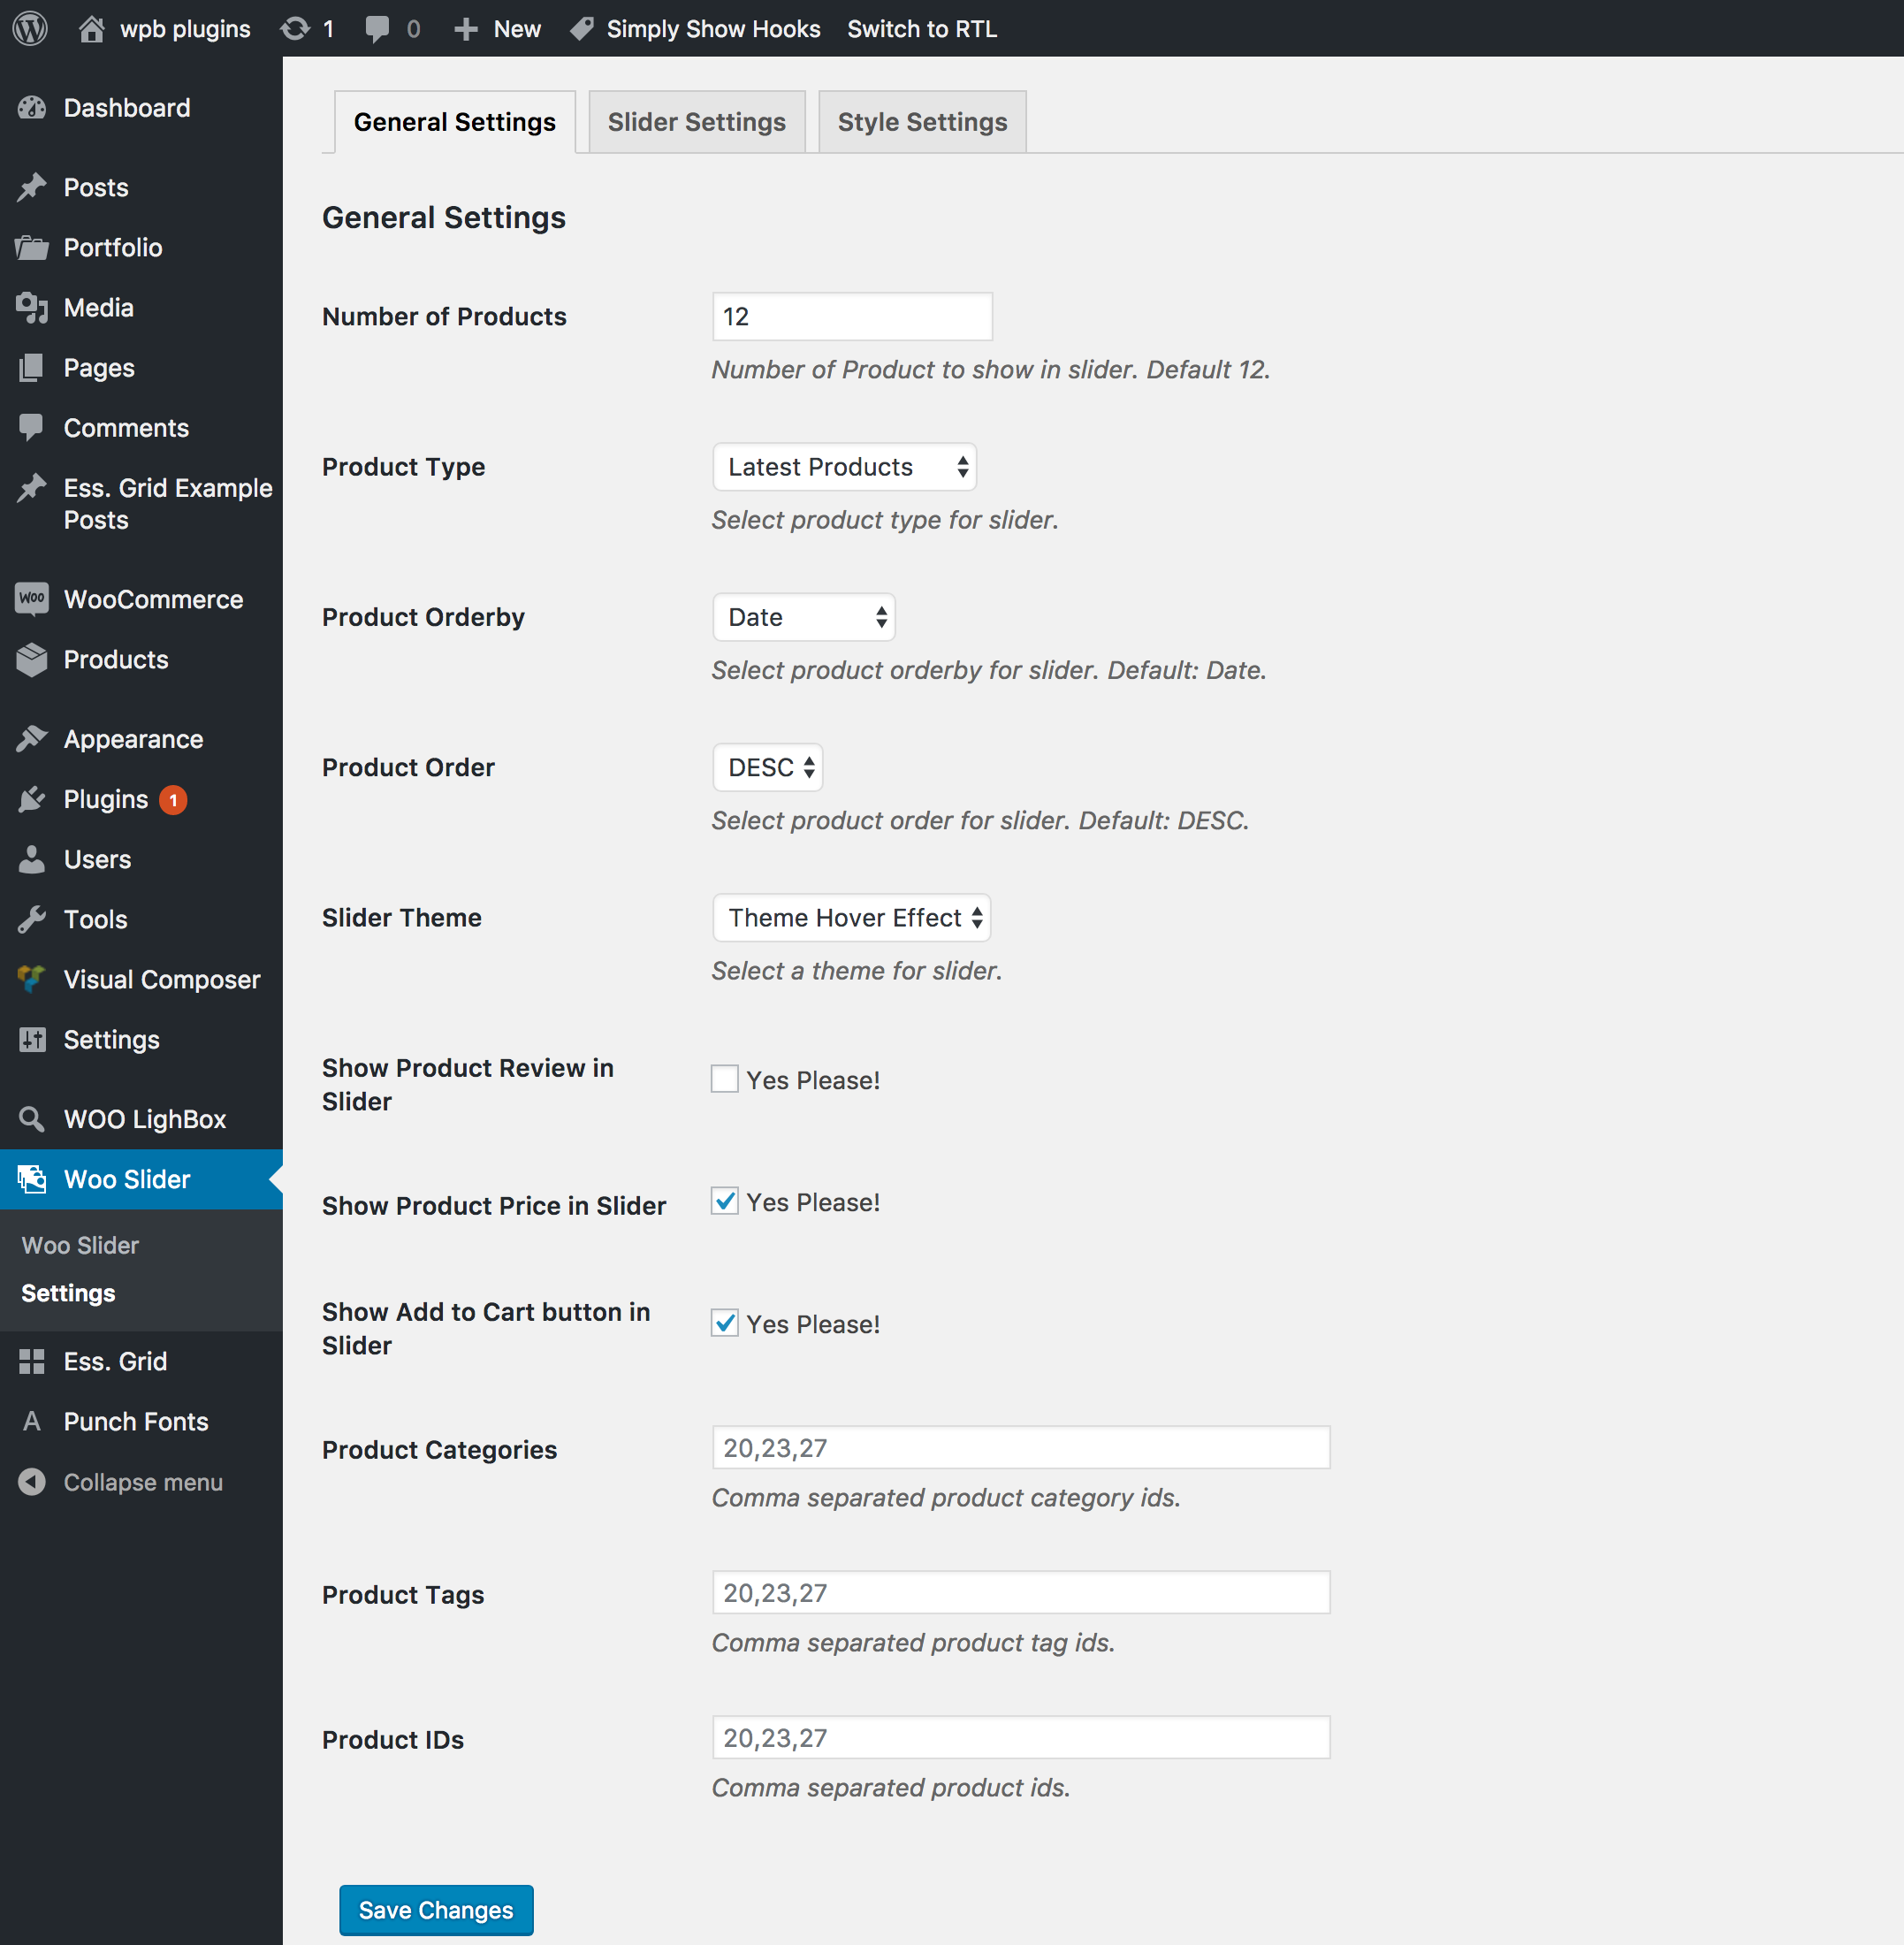 wpb plugins 1 0 New Simply Show Hooks Switch to RTL
Dashboard
Posts
Portfolio
Media
Pages
Comments
Ess. Grid Example
Posts
Woo WooCommerce
Products
Appearance
Plugins 1
Users
Tools
Visual Composer
Settings
WOO LighBox
Woo Slider
Woo Slider
Settings
Ess. Grid
A Punch Fonts
Collapse menu
General Settings Slider Settings Style Settings
General Settings
Number of Products 12
Number of Product to show in slider. Default 12.
Product Type Latest Products
Select product type for slider.
Product Orderby Date
Select product orderby for slider. Default: Date.
Product Order DESC
Select product order for slider. Default: DESC.
Slider Theme Theme Hover Effect
Select a theme for slider.
Show Product Review in
Slider
Yes Please!
Show Product Price in Slider Yes Please!
Show Add to Cart button in
Slider
Yes Please!
Product Categories 20,23,27
Comma separated product category ids.
Product Tags 20,23,27
Comma separated product tag ids.
Product IDs 20,23,27
Comma separated product ids.
Save Changes